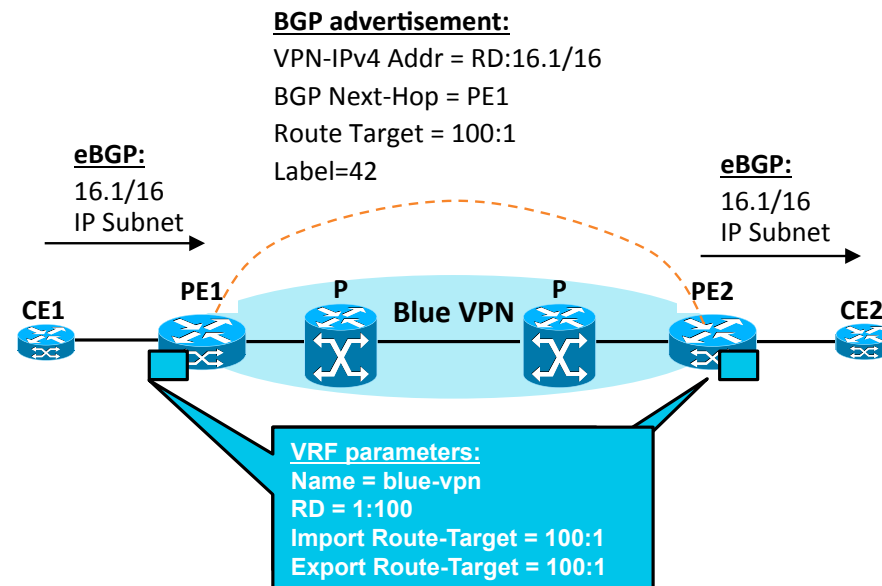 BGP advertisement:
VPN-IPv4 Addr = RD:16.1/16
BGP Next-Hop = PE1
Route Target = 100:1
Label=42
eBGP:
16.1/16
IP Subnet
eBGP:
16.1/16
IP Subnet
CE1
PE1
P
Blue VPN
P
PE2
CE2
VRF parameters:
Name = blue-vpn
RD = 1:100
Import Route-Target = 100:1
Export Route-Target = 100:1